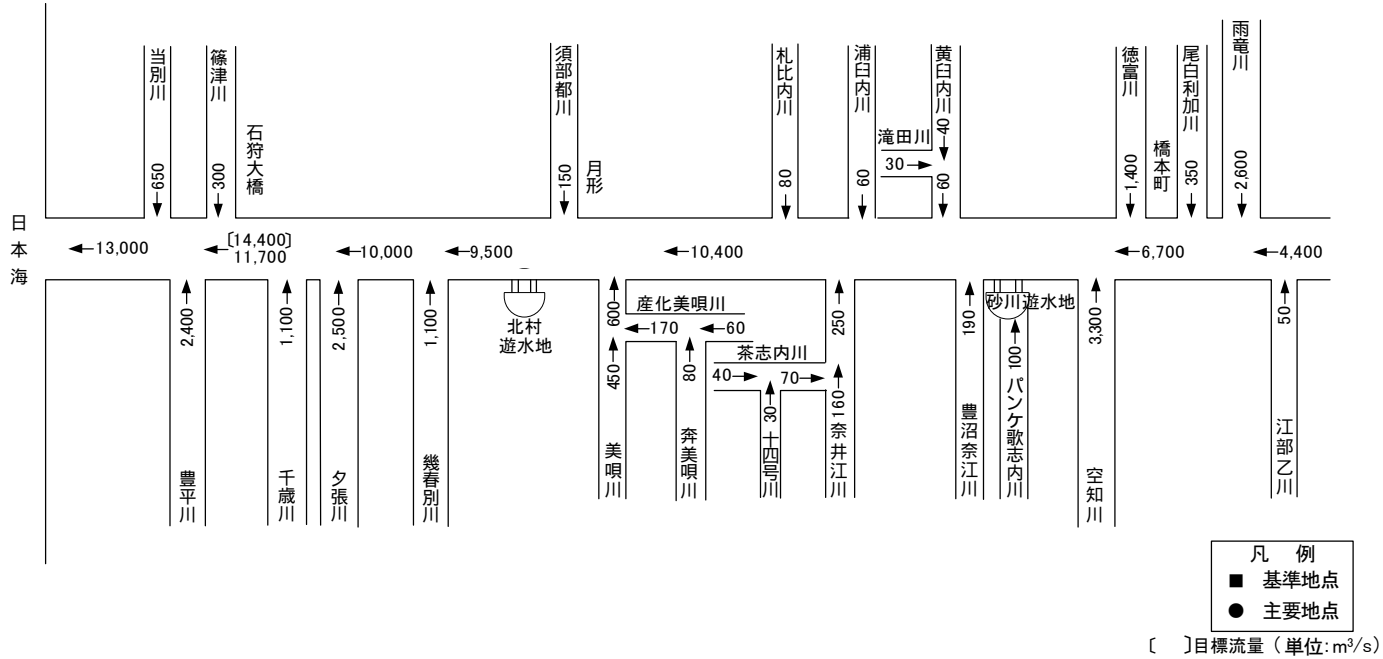 当別川
篠津川
石狩大橋
須部都川
月形
札比内川
浦臼内川
黄臼内川
滝田川
徳富川
橋本町
尾白利加川
雨竜川
650
300
150
80
60
30
40
60
1,400
350
2,600
日本海
13,000
〔14,400〕
11,700
10,000
9,500
10,400
6,700
4,400
2,400
1,100
2,500
1,100
北村
遊水地
600
産化美唄川
170
60
450
80
茶志内川
40
70
30
250
160
190
砂川遊水地
100
3,300
50
豊平川
千歳川
夕張川
幾春別川
美唄川
奔美唄川
十四号川
奈井江川
豊沼奈江川
パンケ歌志内川
空知川
江部乙川
凡 例
■ 基準地点
● 主要地点
〔 〕目標流量(単位:m³/s)